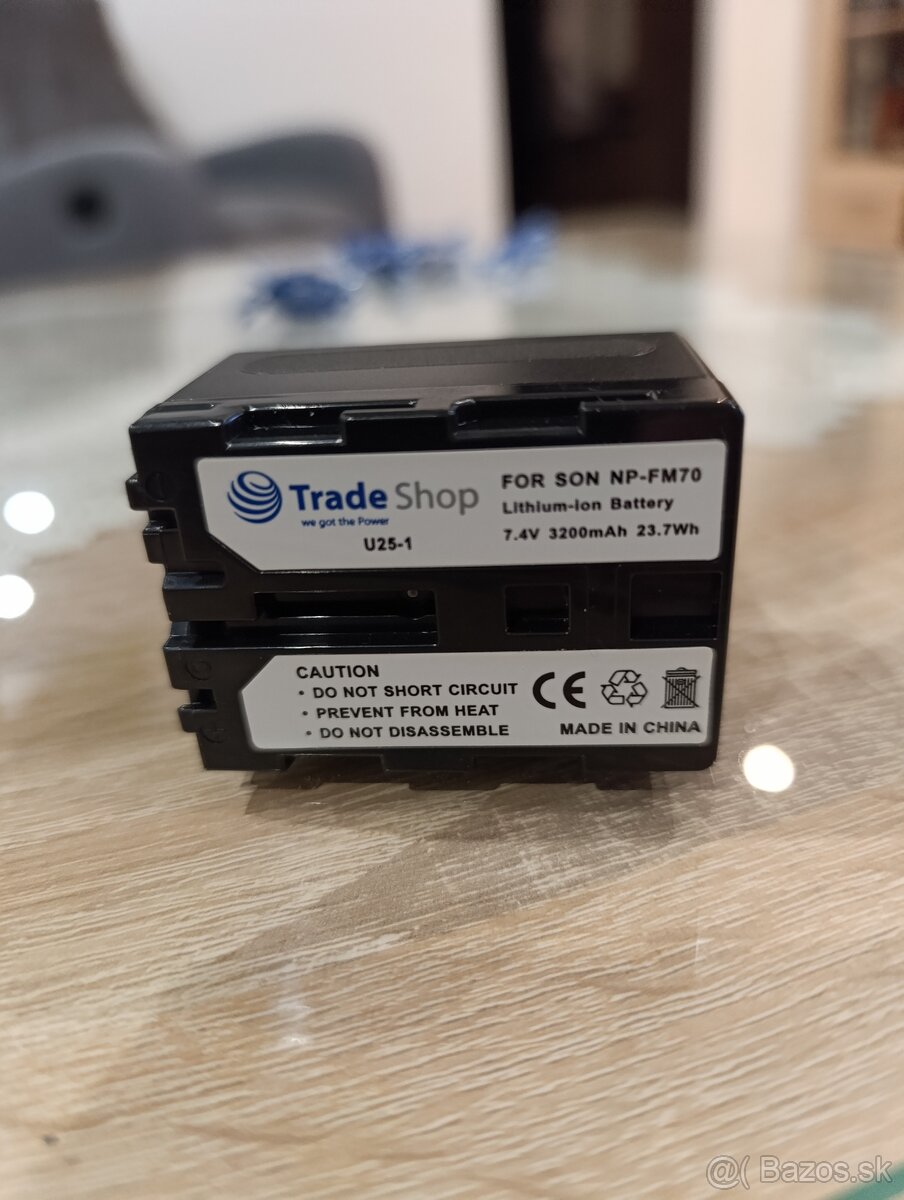 Trade Shop
we got the Power
U25-1
FOR SON NP-FM70
Lithium-Ion Battery
7.4V 3200mAh 23.7Wh
CAUTION
• DO NOT SHORT CIRCUIT
• PREVENT FROM HEAT
• DO NOT DISASSEMBLE
CE
MADE IN CHINA
@( Bazos.sk